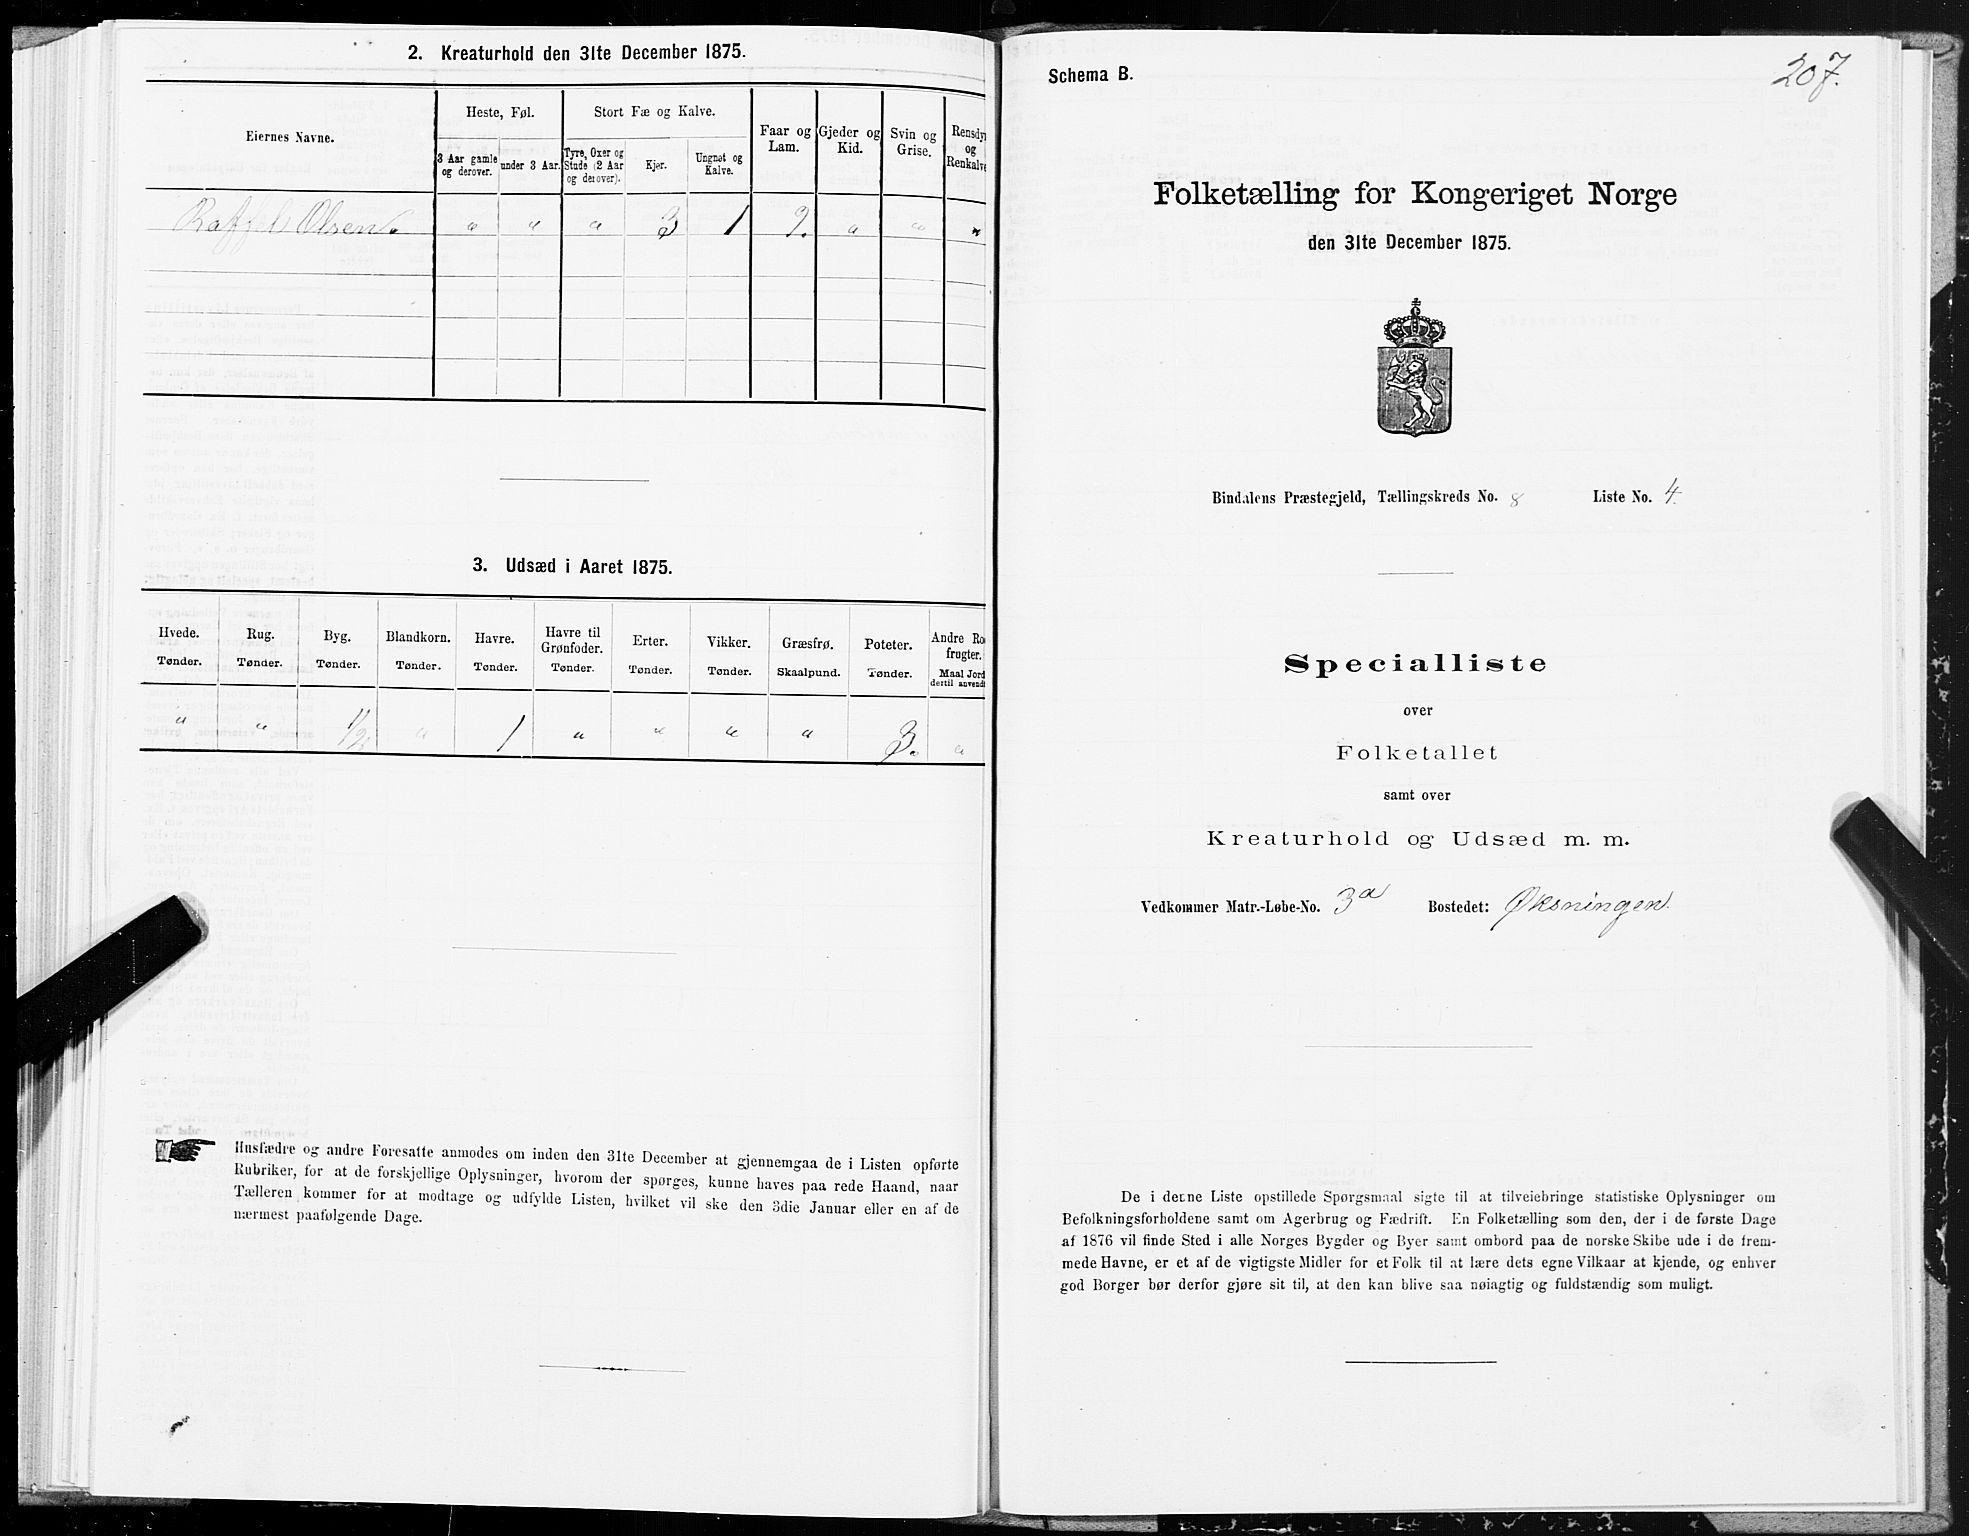 2. Kreaturhold den 31te December 1875.
Eiernes Navne.
Heste, Føl.
Stort Fæ og Kalve.
Faar og Lam.
Gjeder og Kid.
Svin og Grise.
Rensdyr og Renkalve
3 Aar gamle og derover.
under 3 Aar.
Tyre, Oxer og Stude (2 Aar og derover).
Kjør.
Ungnøt og Kalve.
Olsen. " " " 3 1 9. " " "
3. Udsæd i Aaret 1875.
Hvede. Rug. Byg. Blandkorn. Havre. Havre til Grønfoder. Erter. Vikker. Græsfrø. Poteter. Andre Ro frugter.
Tønder. Tønder. Tønder. Tønder. Tønder. Tønder. Tønder. Tønder. Skaalpund. Tønder. Maal Jord dertil anvendt
" " 1/2 " 1 " " " " 3. "
Husfædre og andre Foresatte anmodes om inden den 31te December at gjennemgaa de i Listen opførte
Rubriker, for at de forskjellige Oplysninger, hvorom der spørges, kunne haves paa rede Haand, naar
Tælleren kommer for at modtage og udfylde Listen, hvilket vil ske den 3die Januar eller en af de
nærmest paafølgende Dage.
207.
Schema B.
Folketælling for Kongeriget Norge
den 31te December 1875.
Bindalens Præstegjeld, Tællingskreds No. 8 Liste No. 4.
Specialliste
over
Folketallet
samt over
Kreaturhold og Udsæd m. m.
Vedkommer Matr.-Løbe-No. 3a Bostedet: Øksningen.
De i denne Liste opstillede Spørgsmaal sigte til at tilveiebringe statistiske Oplysninger om
Befolkningsforholdene samt om Agerbrug og Fædrift. En Folketælling som den, der i de første Dage
af 1876 vil finde Sted i alle Norges Bygder og Byer samt ombord paa de norske Skibe ude i de frem-
mede Havne, er et af de vigtigste Midler for et Folk til at lære dets egne Vilkaar at kjende, og enhver
god Borger bør derfor gjøre sit til, at den kan blive saa nøiagtig og fuldstændig som muligt.